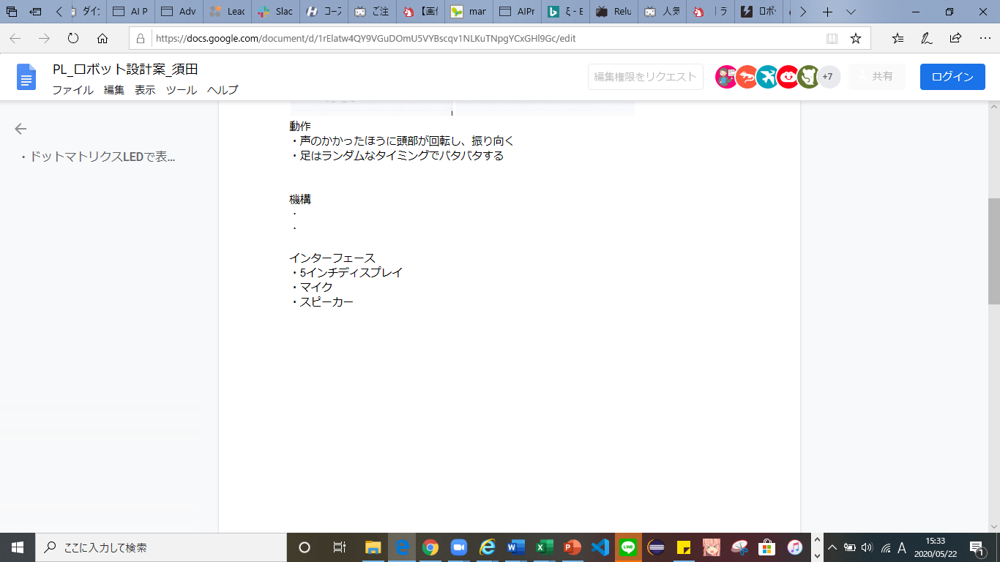 ダイ
AI P
Adv
Leac
Slac
コース
ご注
【画像
mar
AIPr
ξ - E
Relu
人気
ロボッ
https://docs.google.com/document/d/1rElatw4QY9VGuDOmU5VYBscqv1NLKuTNpgYCxGHl9Gc/edit
PL_ロボット設計案_須田
ファイル 編集 表示 ツール ヘルプ
編集権限をリクエスト
+7
共有
ログイン
・ドットマトリクスLEDで表...
動作
・声のかかったほうに頭部が回転し、振り向く
・足はランダムなタイミングでバタバタする
機構
・
・
インターフェース
・5インチディスプレイ
・マイク
・スピーカー
ここに入力して検索
A
15:33
2020/05/22
1